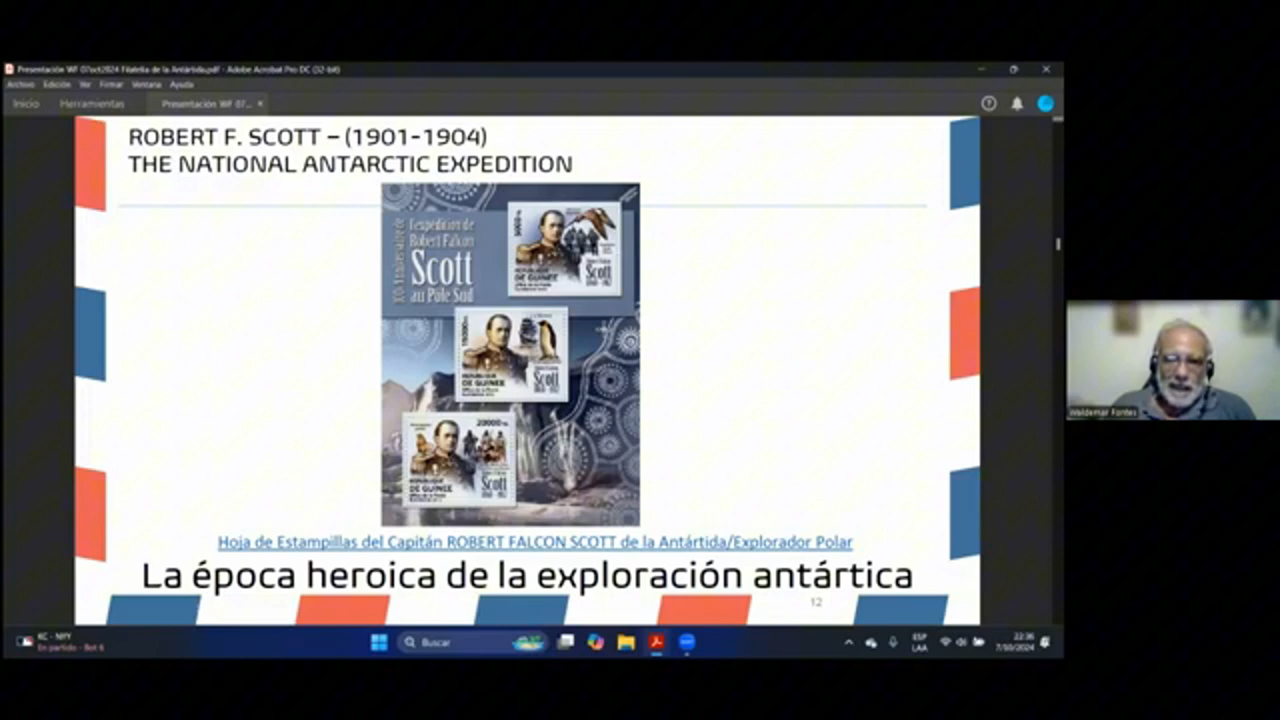 Presentación WF 07oct2024 Filatelia de la Antártida.pdf - Adobe Acrobat Pro DC (32-bit)
Archivo Edición Ver Firmar Ventana Ayuda
Inicio Herramientas Presentación WF 07... ×
ROBERT F. SCOTT – (1901-1904)
THE NATIONAL ANTARCTIC EXPEDITION
l'expédition de
Robert Falcon
Scott
au Pôle Sud
REPUBLIQUE
DE GUINEE
Scott
15000
REPUBLIQUE
DE GUINEE
Scott
20000
REPUBLIQUE
DE GUINEE
Scott
Hoja de Estampillas del Capitán ROBERT FALCON SCOTT de la Antártida/Explorador Polar
La época heroica de la exploración antártica
12
Waldemar Fontes
KC - NYY
En partido - Bot 6
Buscar
ESP
LAA
22:36
7/10/2024